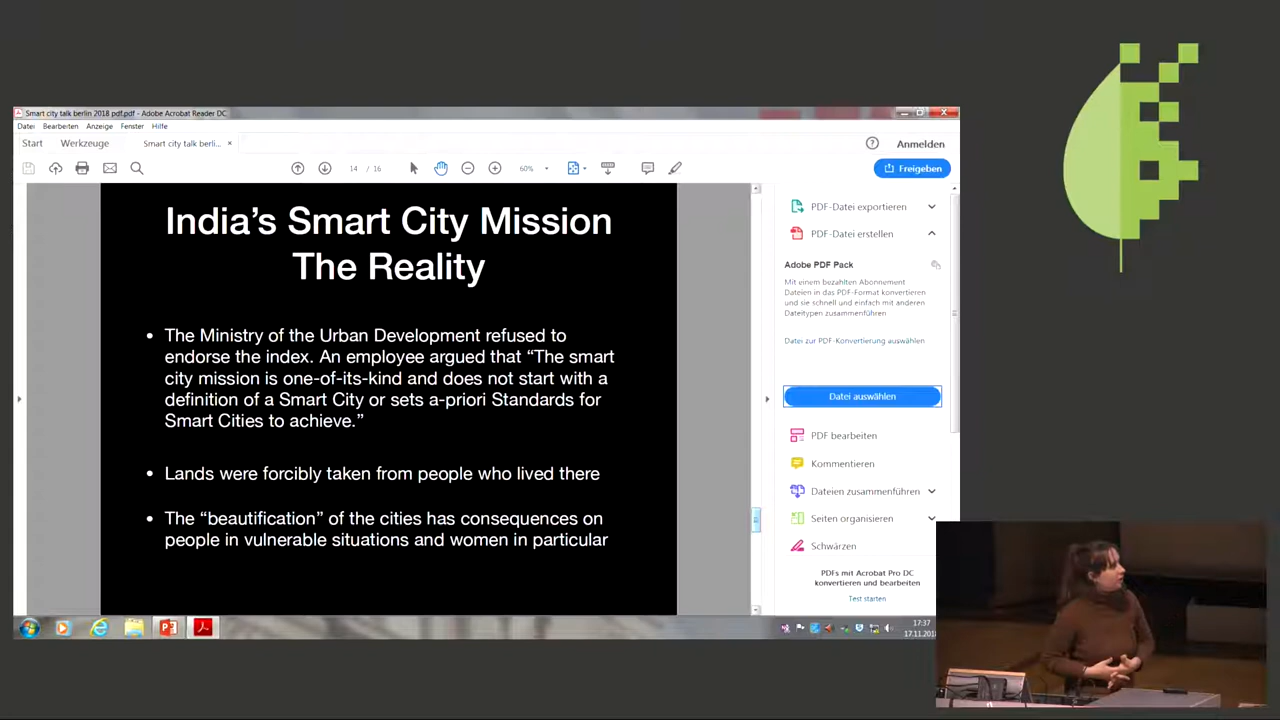 Smart city talk berlin 2018 pdf.pdf - Adobe Acrobat Reader DC
Datei Bearbeiten Anzeige Fenster Hilfe
Start Werkzeuge Smart city talk berli... × Anmelden
14 / 16 60% Freigeben
India's Smart City Mission
The Reality
• The Ministry of the Urban Development refused to
endorse the index. An employee argued that “The smart
city mission is one-of-its-kind and does not start with a
definition of a Smart City or sets a-priori Standards for
Smart Cities to achieve.”
• Lands were forcibly taken from people who lived there
• The “beautification” of the cities has consequences on
people in vulnerable situations and women in particular
PDF-Datei exportieren
PDF-Datei erstellen
Adobe PDF Pack
Mit einem bezahlten Abonnement
Dateien in das PDF-Format konvertieren
und sie schnell und einfach mit anderen
Dateitypen zusammenführen
Datei zur PDF-Konvertierung auswählen
Datei auswählen
PDF bearbeiten
Kommentieren
Dateien zusammenführen
Seiten organisieren
Schwärzen
PDFs mit Acrobat Pro DC
konvertieren und bearbeiten
Test starten
17:37
17.11.201